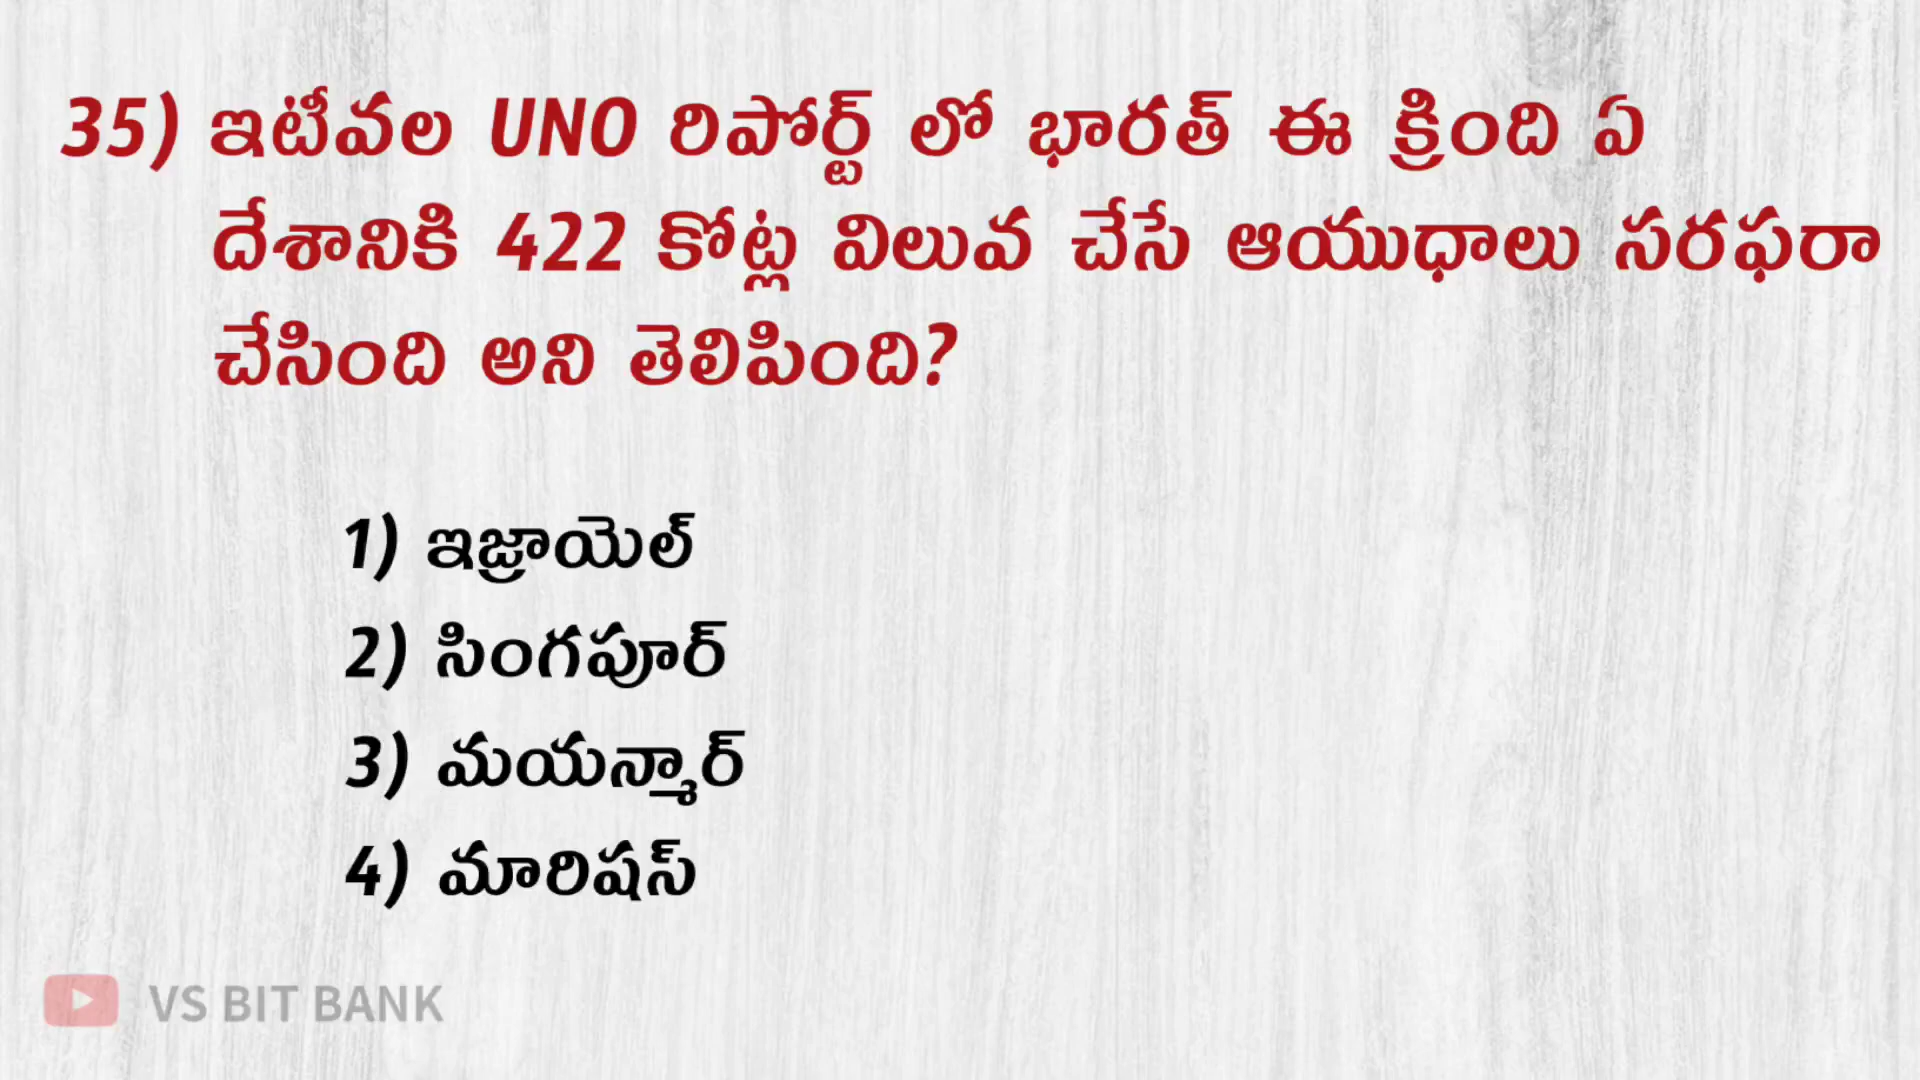 35) ఇటీవల UNO రిపోర్ట్ లో భారత్ ఈ క్రింది ఏ
దేశానికి 422 కోట్ల విలువ చేసే ఆయుధాలు సరఫరా
చేసింది అని తెలిపింది?
1) ఇజ్రాయెల్
2) సింగపూర్
3) మయన్మార్
4) మారిషస్
VS BIT BANK